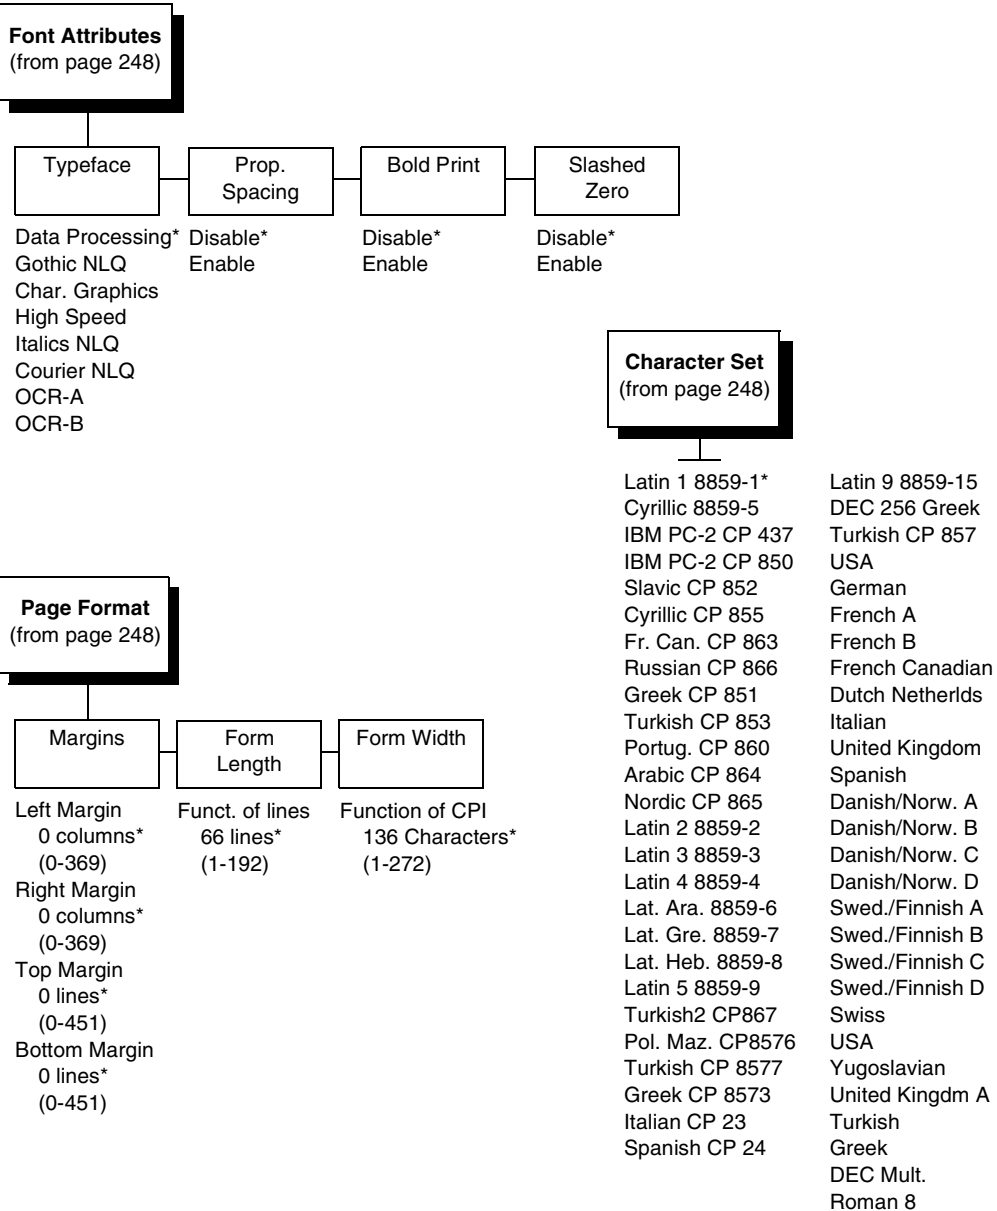 Font Attributes
(from page 248)
Typeface
Prop.
Spacing
Bold Print
Slashed
Zero
Data Processing*
Gothic NLQ
Char. Graphics
High Speed
Italics NLQ
Courier NLQ
OCR-A
OCR-B
Disable*
Enable
Disable*
Enable
Disable*
Enable
Character Set
(from page 248)
Latin 1 8859-1*
Cyrillic 8859-5
IBM PC-2 CP 437
IBM PC-2 CP 850
Slavic CP 852
Cyrillic CP 855
Fr. Can. CP 863
Russian CP 866
Greek CP 851
Turkish CP 853
Portug. CP 860
Arabic CP 864
Nordic CP 865
Latin 2 8859-2
Latin 3 8859-3
Latin 4 8859-4
Lat. Ara. 8859-6
Lat. Gre. 8859-7
Lat. Heb. 8859-8
Latin 5 8859-9
Turkish2 CP867
Pol. Maz. CP8576
Turkish CP 8577
Greek CP 8573
Italian CP 23
Spanish CP 24
Latin 9 8859-15
DEC 256 Greek
Turkish CP 857
USA
German
French A
French B
French Canadian
Dutch Netherlds
Italian
United Kingdom
Spanish
Danish/Norw. A
Danish/Norw. B
Danish/Norw. C
Danish/Norw. D
Swed./Finnish A
Swed./Finnish B
Swed./Finnish C
Swed./Finnish D
Swiss
USA
Yugoslavian
United Kingdm A
Turkish
Greek
DEC Mult.
Roman 8
Page Format
(from page 248)
Margins
Form
Length
Form Width
Left Margin
0 columns*
(0-369)
Right Margin
0 columns*
(0-369)
Top Margin
0 lines*
(0-451)
Bottom Margin
0 lines*
(0-451)
Funct. of lines
66 lines*
(1-192)
Function of CPI
136 Characters*
(1-272)